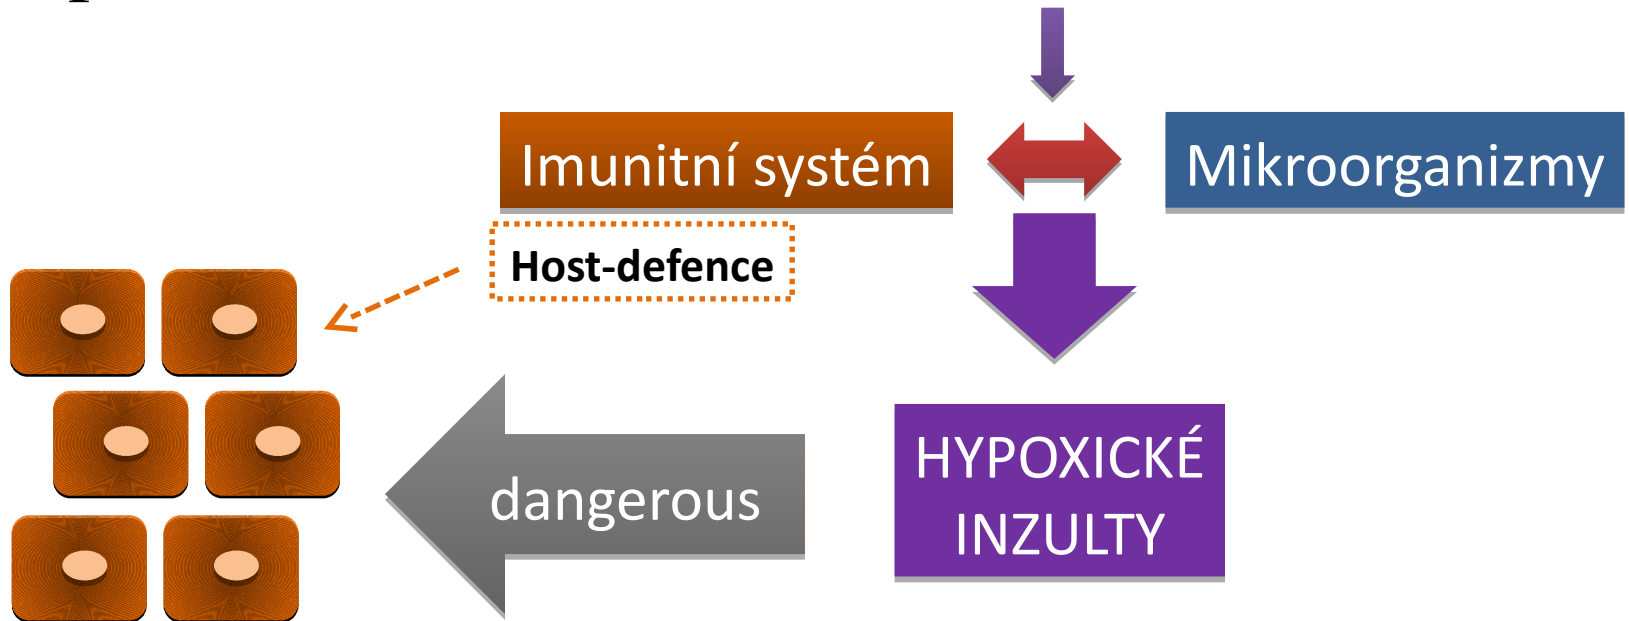 Imunitní systém
Mikroorganizmy
Host-defence
dangerous
HYPOXICKÉ
INZULTY